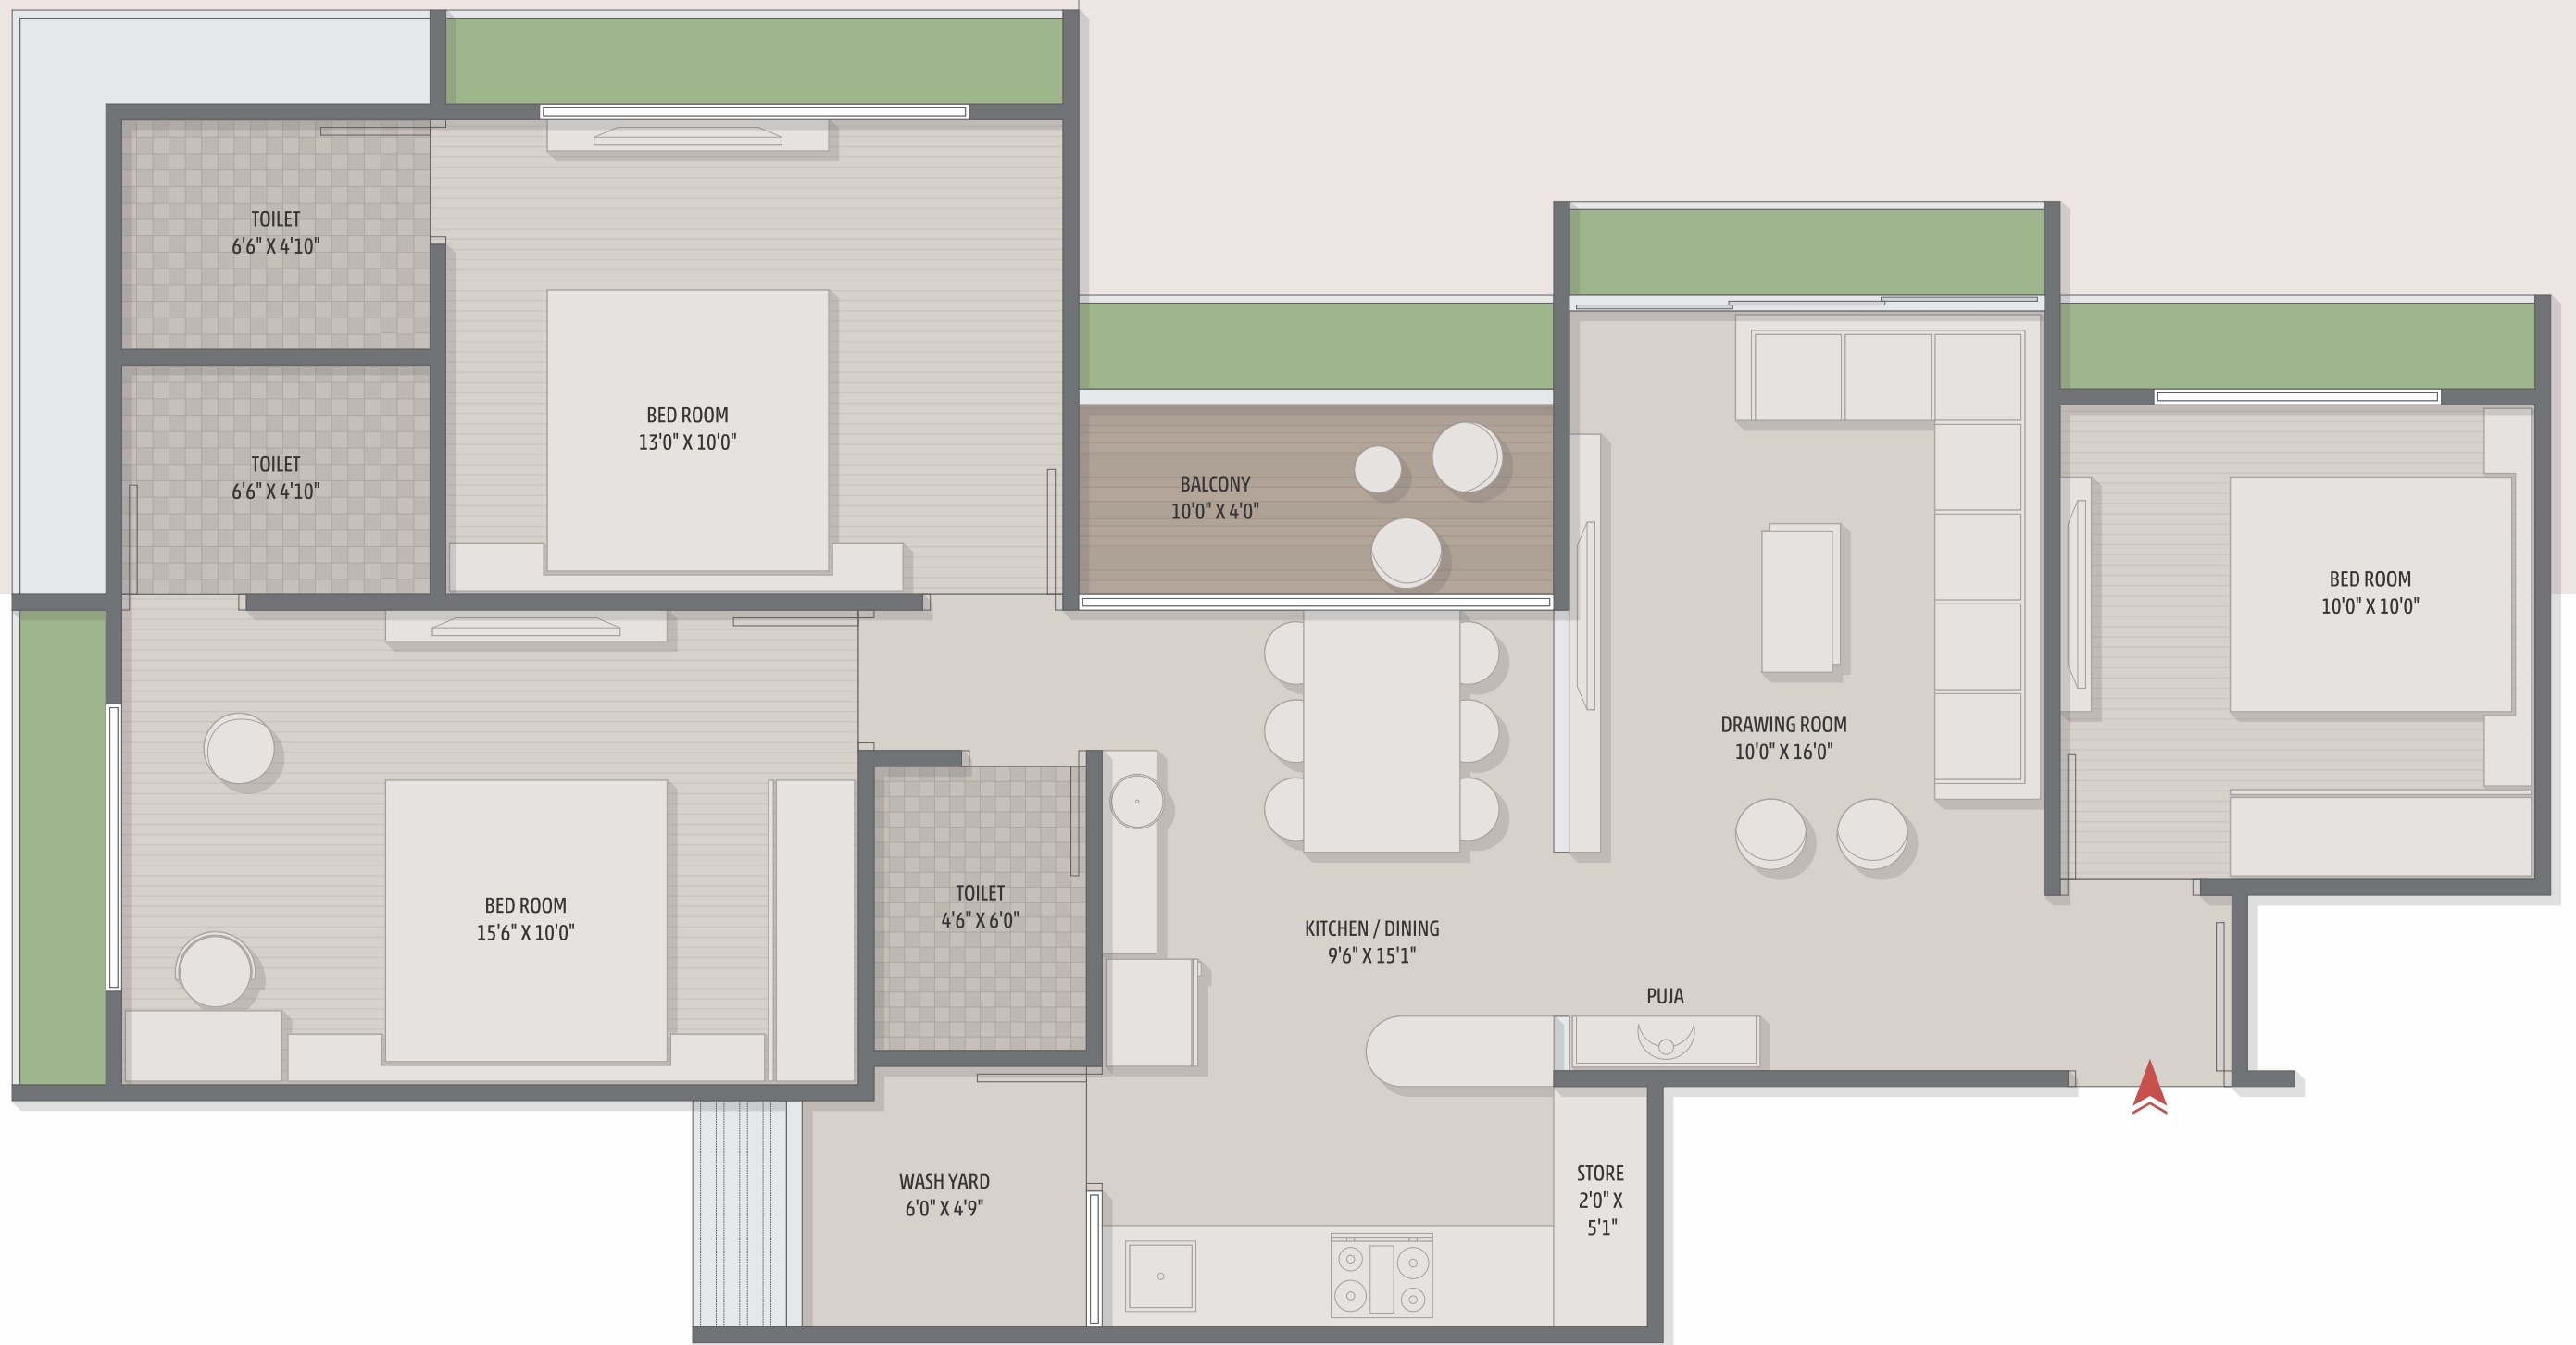 TOILET
6'6" X 4'10"
TOILET
6'6" X 4'10"
BED ROOM
13'0" X 10'0"
BALCONY
10'0" X 4'0"
BED ROOM
10'0" X 10'0"
DRAWING ROOM
10'0" X 16'0"
BED ROOM
15'6" X 10'0"
TOILET
4'6" X 6'0"
KITCHEN / DINING
9'6" X 15'1"
PUJA
WASH YARD
6'0" X 4'9"
STORE
2'0" X
5'1"